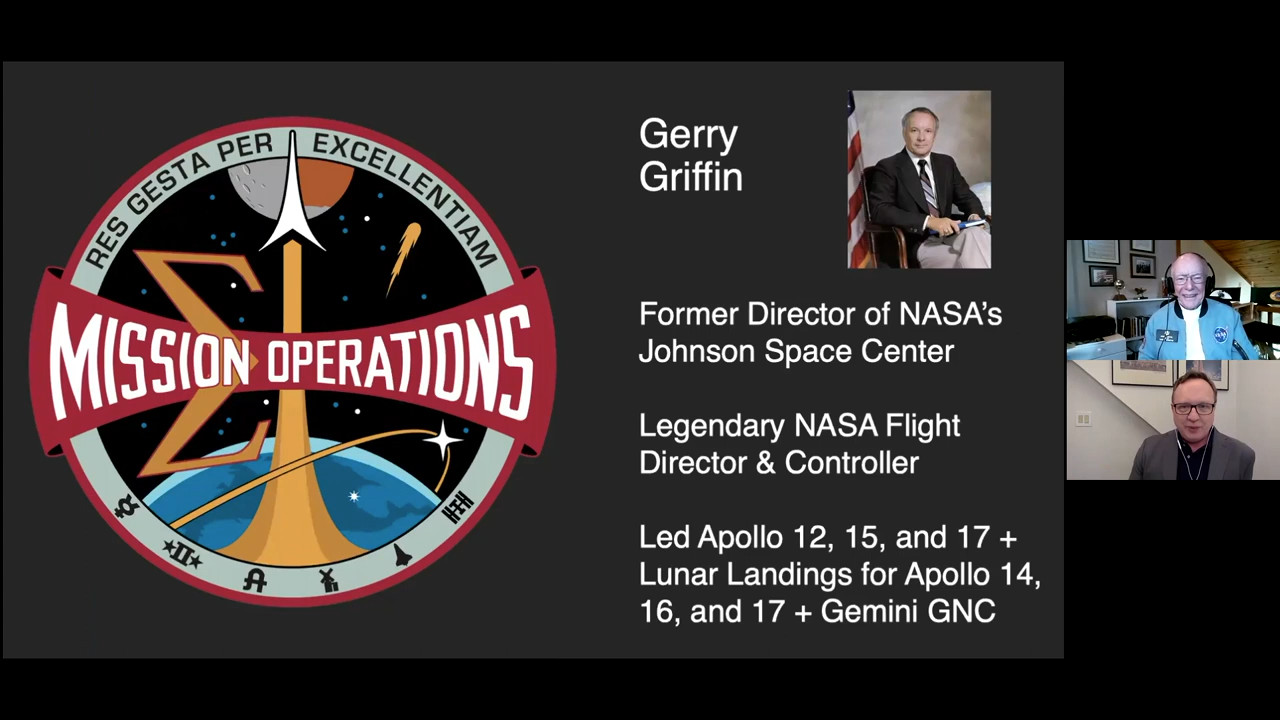 RES GESTA PER EXCELLENTIAM
MISSION OPERATIONS
Gerry
Griffin
Former Director of NASA's
Johnson Space Center
Legendary NASA Flight
Director & Controller
Led Apollo 12, 15, and 17 +
Lunar Landings for Apollo 14,
16, and 17 + Gemini GNC